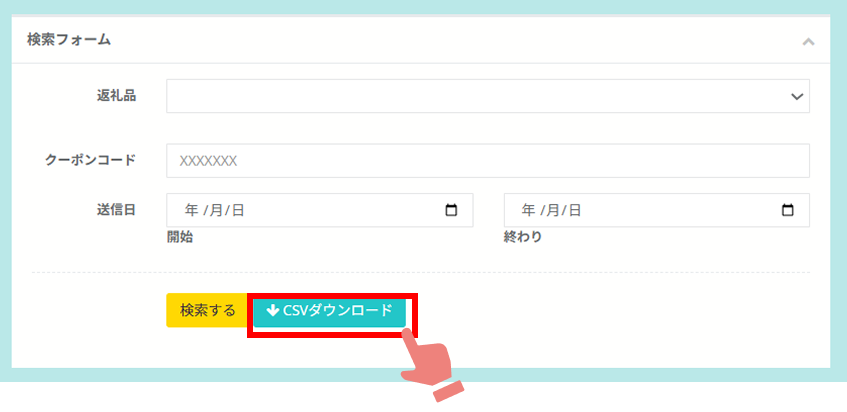 検索フォーム
返礼品
クーポンコード XXXXXXX
送信日 年 /月/日 年 /月/日
開始 終わり
検索する CSVダウンロード